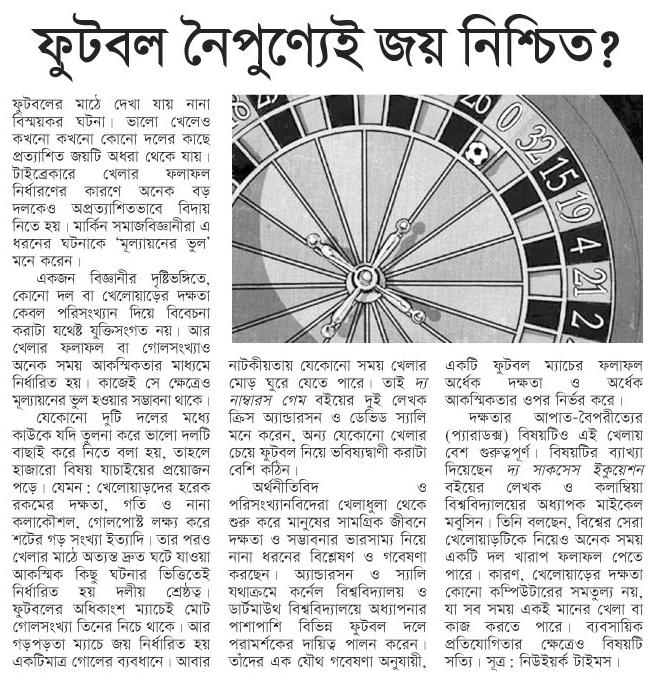 ফুটবল নৈপুণ্যেই জয় নিশ্চিত?
ফুটবলের মাঠে দেখা যায় নানা
বিস্ময়কর ঘটনা। ভালো খেলেও
কখনো কখনো কোনো দলের কাছে
প্রত্যাশিত জয়টি অধরা থেকে যায়।
টাইব্রেকারে খেলার ফলাফল
নির্ধারণের কারণে অনেক বড়
দলকেও অপ্রত্যাশিতভাবে বিদায়
নিতে হয়। মার্কিন সমাজবিজ্ঞানীরা এ
ধরনের ঘটনাকে ‘মূল্যায়নের ভুল’
মনে করেন।
একজন বিজ্ঞানীর দৃষ্টিভঙ্গিতে,
কোনো দল বা খেলোয়াড়ের দক্ষতা
কেবল পরিসংখ্যান দিয়ে বিবেচনা
করাটা যথেষ্ট যুক্তিসংগত নয়। আর
খেলার ফলাফল বা গোলসংখ্যাও
অনেক সময় আকস্মিকতার মাধ্যমে
নির্ধারিত হয়। কাজেই সে ক্ষেত্রেও
মূল্যায়নের ভুল হওয়ার সম্ভাবনা থাকে।
যেকোনো দুটি দলের মধ্যে
কাউকে যদি তুলনা করে ভালো দলটি
বাছাই করে নিতে বলা হয়, তাহলে
হাজারো বিষয় যাচাইয়ের প্রয়োজন
পড়ে। যেমন : খেলোয়াড়দের হরেক
রকমের দক্ষতা, গতি ও নানা
কলাকৌশল, গোলপোস্ট লক্ষ্য করে
শটের গড় সংখ্যা ইত্যাদি। তার পরও
খেলার মাঠে অত্যন্ত দ্রুত ঘটে যাওয়া
আকস্মিক কিছু ঘটনার ভিত্তিতেই
নির্ধারিত হয় দলীয় শ্রেষ্ঠত্ব।
ফুটবলের অধিকাংশ ম্যাচেই মোট
গোলসংখ্যা তিনের নিচে থাকে। আর
গড়পড়তা ম্যাচে জয় নির্ধারিত হয়
একটিমাত্র গোলের ব্যবধানে। আবার
28
26
0
32
15
19
4
21
2
নাটকীয়তায় যেকোনো সময় খেলার
মোড় ঘুরে যেতে পারে। তাই দ্য
নাম্বারস গেম বইয়ের দুই লেখক
ক্রিস অ্যান্ডারসন ও ডেভিড স্যালি
মনে করেন, অন্য যেকোনো খেলার
চেয়ে ফুটবল নিয়ে ভবিষ্যদ্বাণী করাটা
বেশি কঠিন।
অর্থনীতিবিদ ও
পরিসংখ্যানবিদেরা খেলাধুলা থেকে
শুরু করে মানুষের সামগ্রিক জীবনে
দক্ষতা ও সম্ভাবনার ভারসাম্য নিয়ে
নানা ধরনের বিশ্লেষণ ও গবেষণা
করছেন। অ্যান্ডারসন ও স্যালি
যথাক্রমে কর্নেল বিশ্ববিদ্যালয় ও
ডার্টমাউথ বিশ্ববিদ্যালয়ে অধ্যাপনার
পাশাপাশি বিভিন্ন ফুটবল দলে
পরামর্শকের দায়িত্ব পালন করেন।
তাঁদের এক যৌথ গবেষণা অনুযায়ী,
একটি ফুটবল ম্যাচের ফলাফল
অর্ধেক দক্ষতা ও অর্ধেক
আকস্মিকতার ওপর নির্ভর করে।
দক্ষতার আপাত-বৈপরীত্যের
(প্যারাডক্স) বিষয়টিও এই খেলায়
বেশ গুরুত্বপূর্ণ। বিষয়টির ব্যাখ্যা
দিয়েছেন দ্য সাকসেস ইকুয়েশন
বইয়ের লেখক ও কলাম্বিয়া
বিশ্ববিদ্যালয়ের অধ্যাপক মাইকেল
মবুসিন। তিনি বলছেন, বিশ্বের সেরা
খেলোয়াড়টিকে নিয়েও অনেক সময়
একটি দল খারাপ ফলাফল পেতে
পারে। কারণ, খেলোয়াড়ের দক্ষতা
কোনো কম্পিউটারের সমতুল্য নয়,
যা সব সময় একই মানের খেলা বা
কাজ করতে পারে। ব্যবসায়িক
প্রতিযোগিতার ক্ষেত্রেও বিষয়টি
সত্যি। সূত্র : নিউইয়র্ক টাইমস।